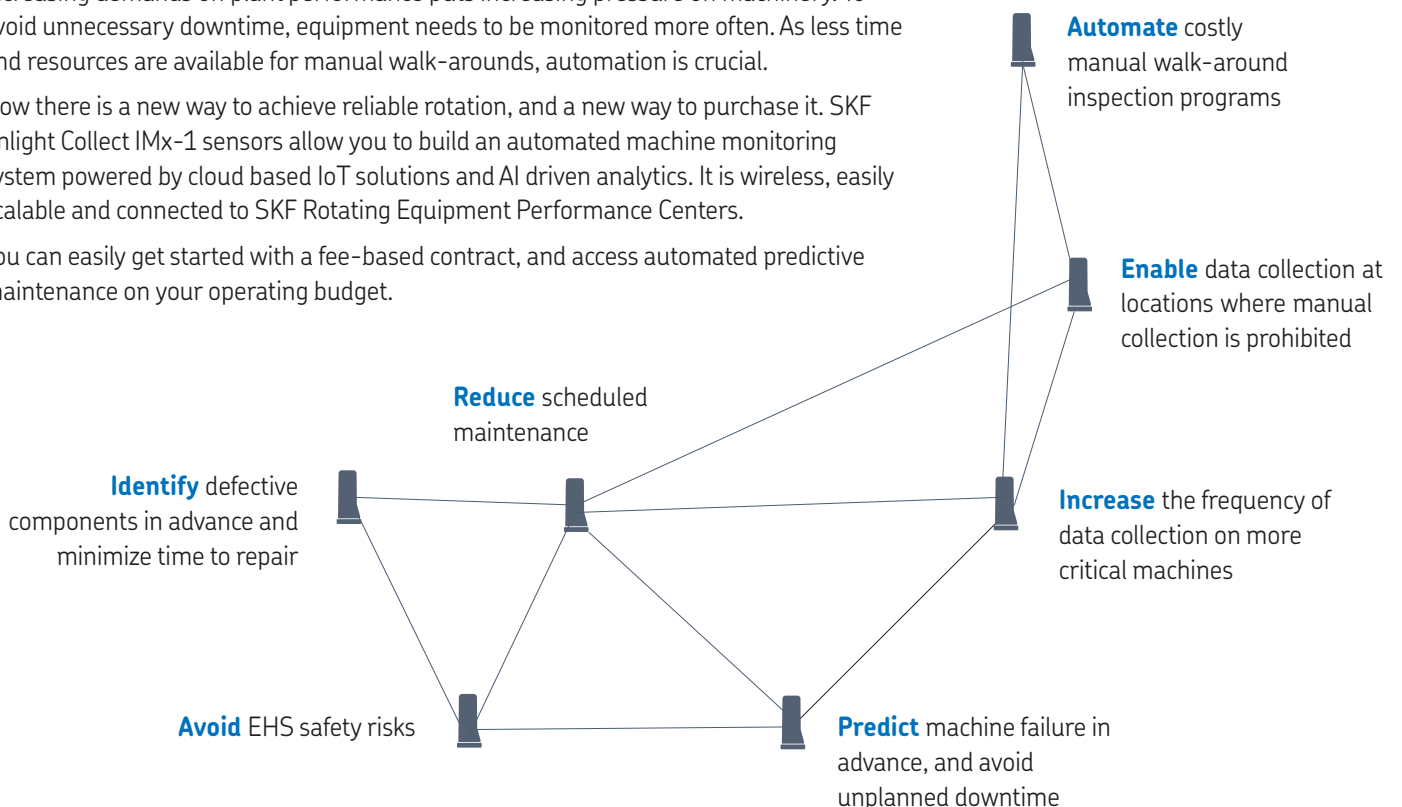 void unnecessary downtime, equipment needs to be monitored more often. As less time
nd resources are available for manual walk-arounds, automation is crucial.
ow there is a new way to achieve reliable rotation, and a new way to purchase it. SKF
nlight Collect IMx-1 sensors allow you to build an automated machine monitoring
ystem powered by cloud based IoT solutions and AI driven analytics. It is wireless, easily
calable and connected to SKF Rotating Equipment Performance Centers.
ou can easily get started with a fee-based contract, and access automated predictive
naintenance on your operating budget.
Automate costly
manual walk-around
inspection programs
Enable data collection at
locations where manual
collection is prohibited
Reduce scheduled
maintenance
Identify defective
components in advance and
minimize time to repair
Increase the frequency of
data collection on more
critical machines
Avoid EHS safety risks
Predict machine failure in
advance, and avoid
unplanned downtime